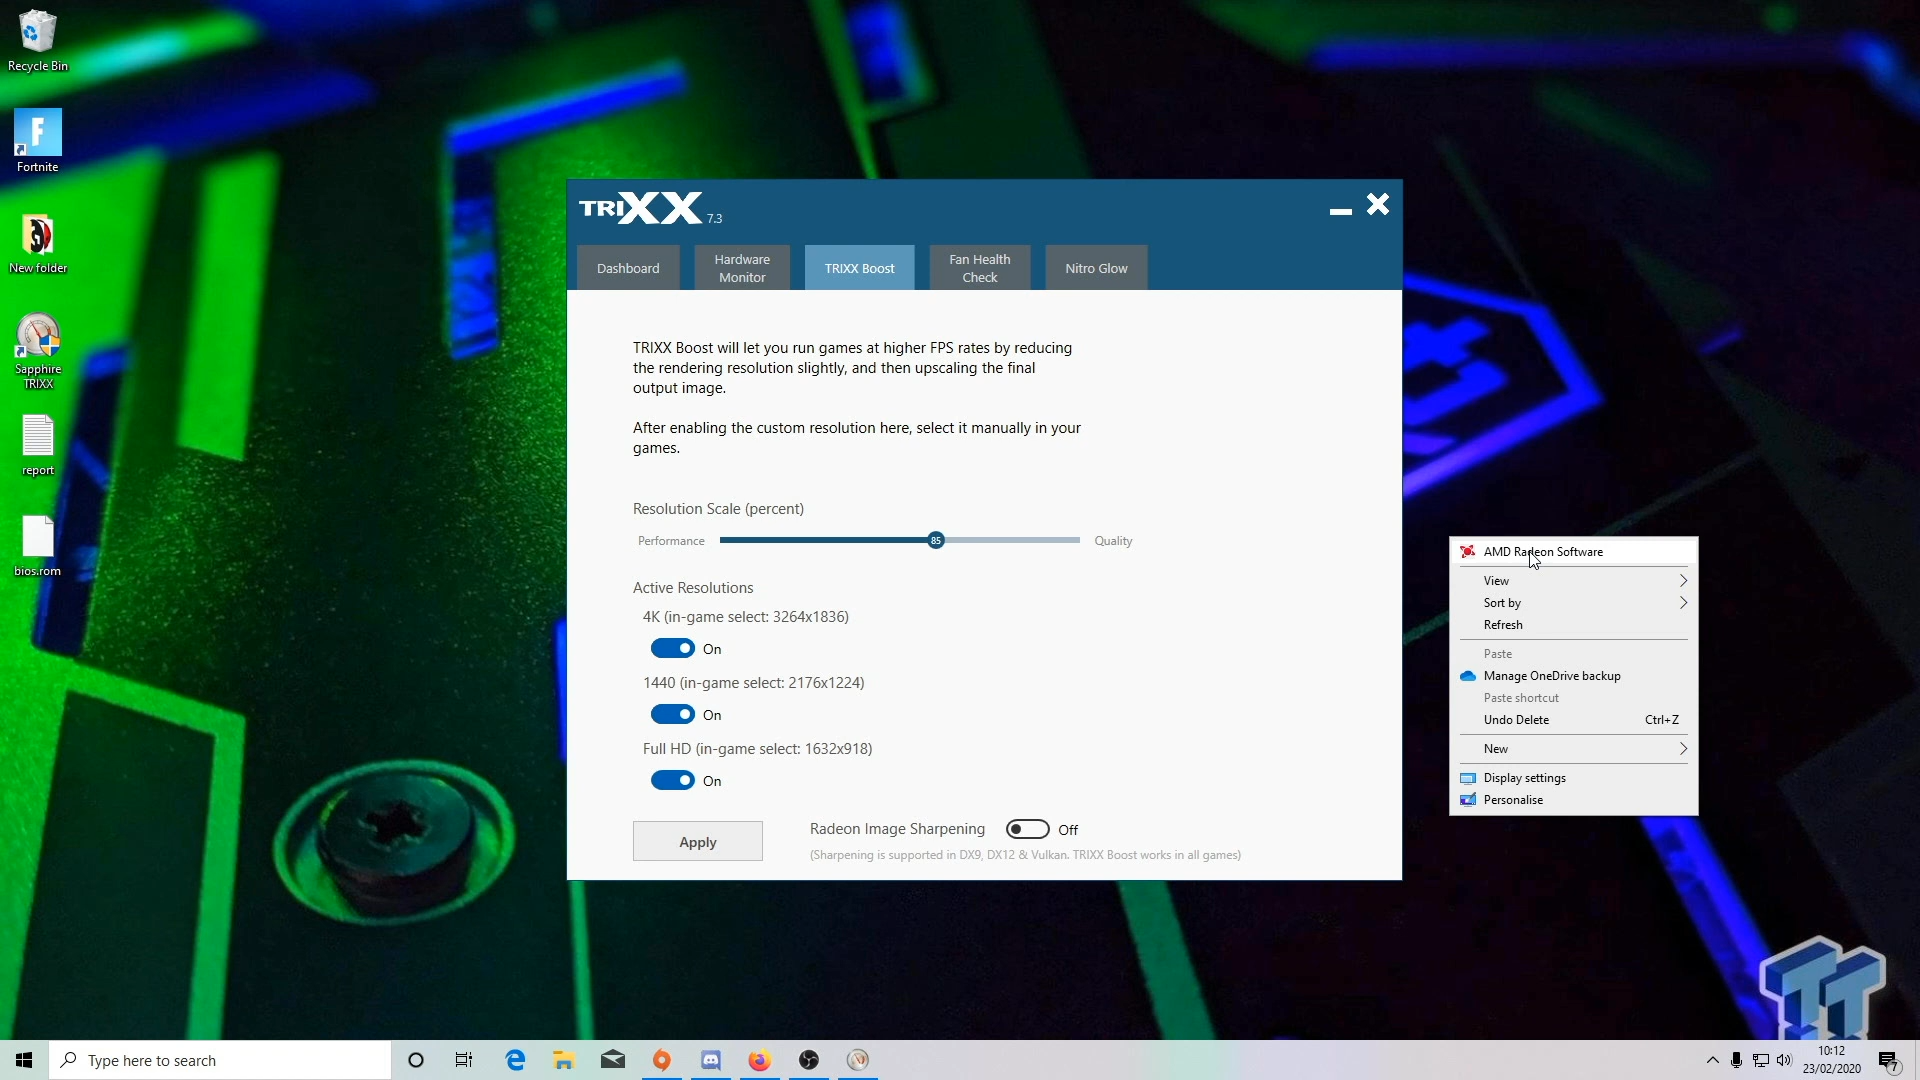 Recycle Bin
Fortnite
New folder
Sapphire
TRIXX
report
bios.rom
TRIXX 7.3
Dashboard
Hardware
Monitor
TRIXX Boost
Fan Health
Check
Nitro Glow
TRIXX Boost will let you run games at higher FPS rates by reducing
the rendering resolution slightly, and then upscaling the final
output image.
After enabling the custom resolution here, select it manually in your
games.
Resolution Scale (percent)
Performance 85 Quality
Active Resolutions
4K (in-game select: 3264x1836)
On
1440 (in-game select: 2176x1224)
On
Full HD (in-game select: 1632x918)
On
Apply
Radeon Image Sharpening Off
(Sharpening is supported in DX9, DX12 & Vulkan. TRIXX Boost works in all games)
AMD Radeon Software
View
Sort by
Refresh
Paste
Manage OneDrive backup
Paste shortcut
Undo Delete Ctrl+Z
New
Display settings
Personalise
TT
Type here to search
10:12
23/02/2020
7